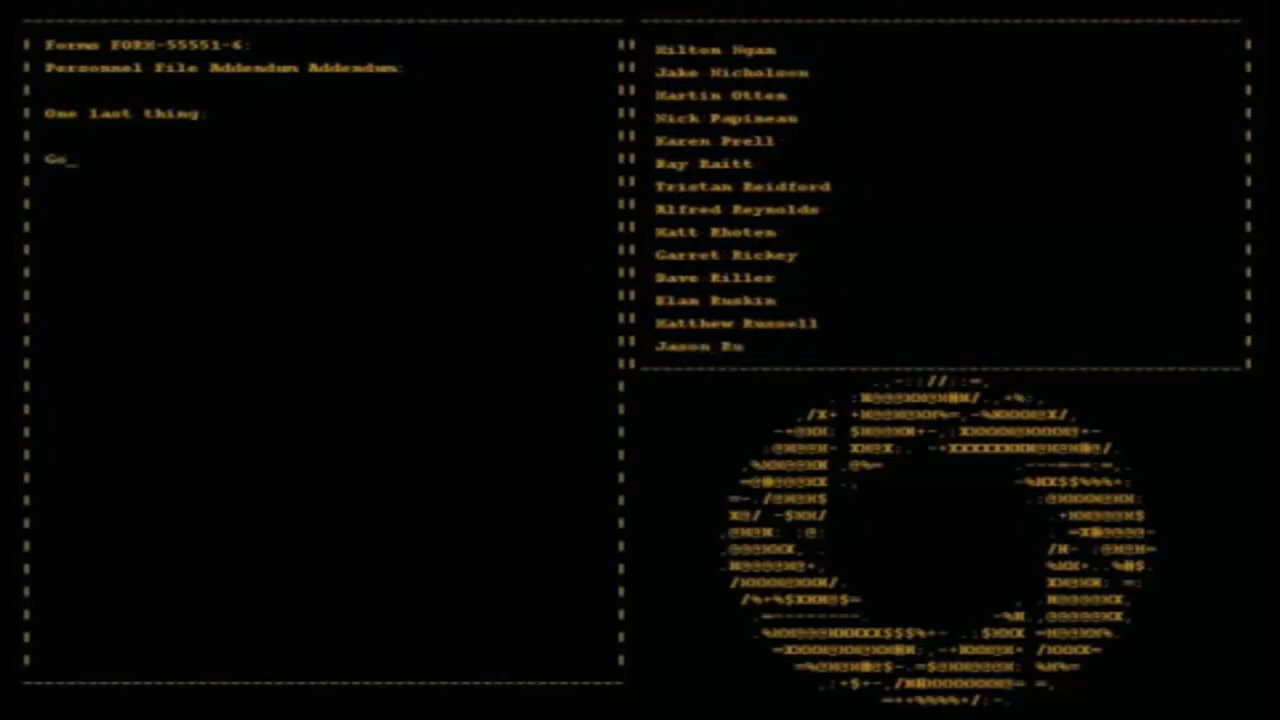 Forms FORM-55551-6:
Personnel File Addendum Addendum:
One last thing:
Go_
Hilton Ngan
Jake Nicholson
Martin Otten
Nick Papineau
Karen Prell
Ray Raitt
Tristan Reidford
Alfred Reynolds
Matt Rhoten
Garret Rickey
Dave Riller
Elan Ruskin
Matthew Russell
Jason Ru